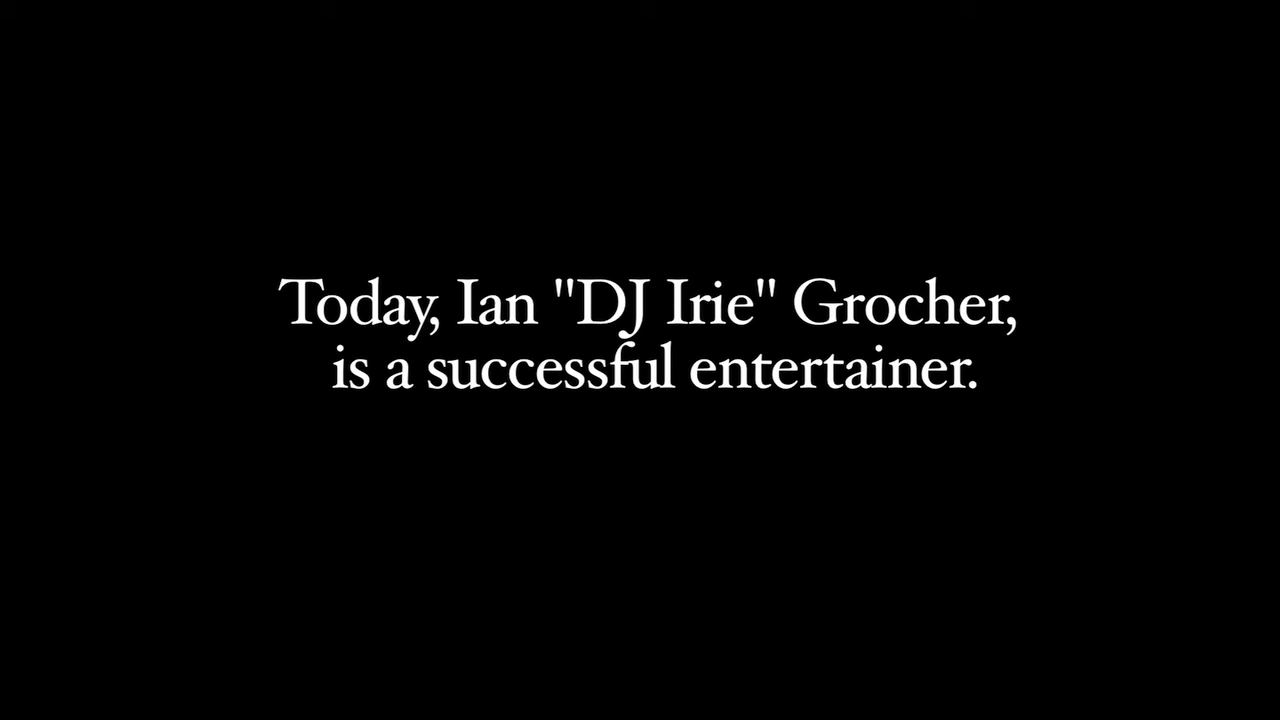 Today, Ian "DJ Irie" Grocher,
is a successful entertainer.